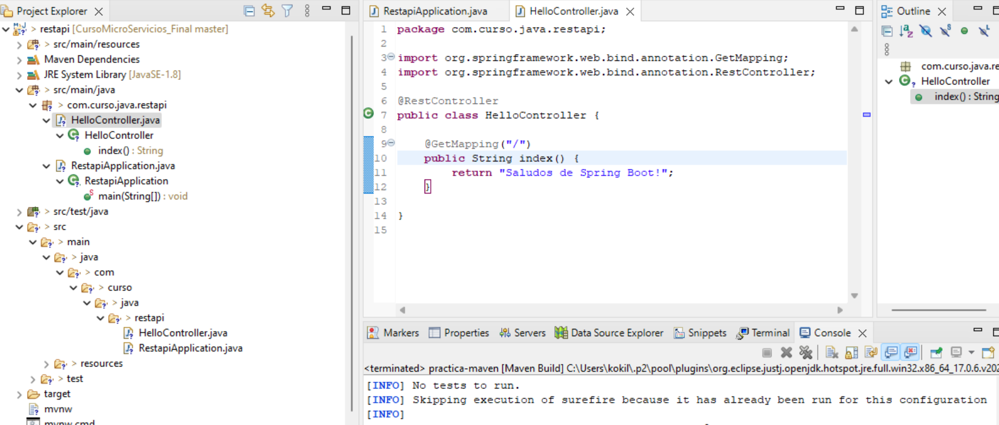 Project Explorer
> restapi [CursoMicroServicios_Final master]
> src/main/resources
Maven Dependencies
JRE System Library [JavaSE-1.8]
> src/main/java
> com.curso.java.restapi
HelloController.java
HelloController
index() : String
RestapiApplication.java
RestapiApplication
main(String[]) : void
> src/test/java
> src
> main
> java
> com
> curso
> java
> restapi
HelloController.java
RestapiApplication.java
> resources
> test
target
mvnw
mvnw.cmd
RestapiApplication.java
HelloController.java
1 package com.curso.java.restapi;
2
3 import org.springframework.web.bind.annotation.GetMapping;
4 import org.springframework.web.bind.annotation.RestController;
5
6 @RestController
7 public class HelloController {
8
9 @GetMapping("/")
10 public String index() {
11 return "Saludos de Spring Boot!";
12 }
13
14 }
15
Outline
com.curso.java.re
HelloController
index() : String
Markers
Properties
Servers
Data Source Explorer
Snippets
Terminal
Console
<terminated> practica-maven [Maven Build] C:\Users\kokil\.p2\pool\plugins\org.eclipse.justj.openjdk.hotspot.jre.full.win32.x86_64_17.0.6.v202
[INFO] No tests to run.
[INFO] Skipping execution of surefire because it has already been run for this configuration
[INFO]